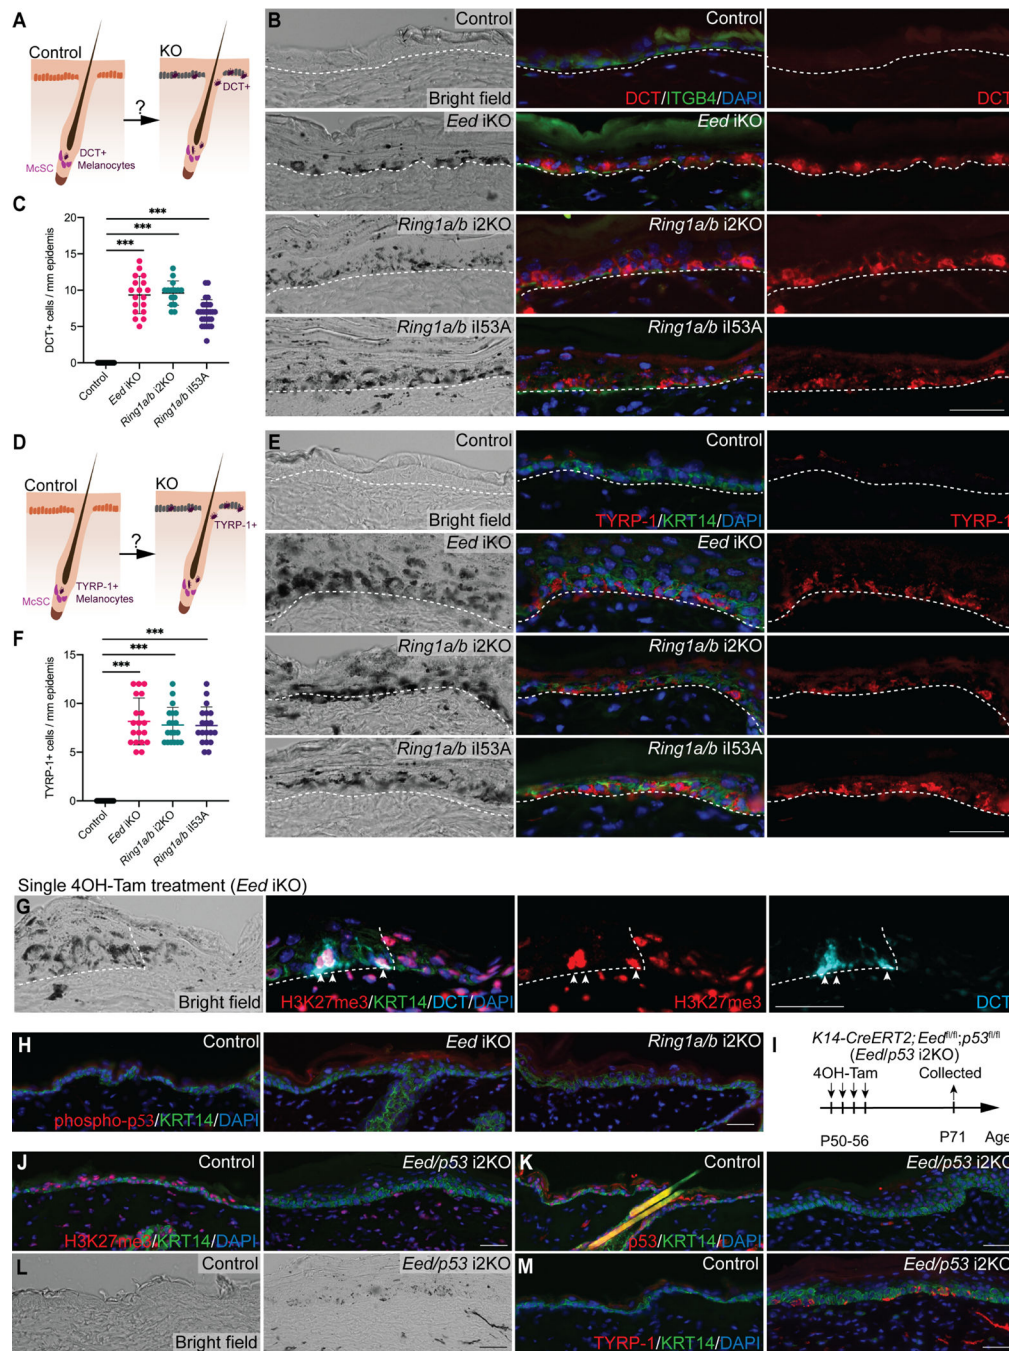 A
Control
KO
DCT+
?
McSC
DCT+
Melanocytes
B
Control
Bright field
Control
DCT/ITGB4/DAPI
DCT
Eed iKO
Eed iKO
Ring1a/b i2KO
Ring1a/b i2KO
Ring1a/b iI53A
Ring1a/b iI53A
C
DCT+ cells / mm epidemis
20
15
10
5
0
***
***
***
Control
Eed iKO
Ring1a/b i2KO
Ring1a/b iI53A
D
Control
KO
TYRP-1+
?
McSC
TYRP-1+
Melanocytes
E
Control
Bright field
Control
TYRP-1/KRT14/DAPI
TYRP-1
Eed iKO
Eed iKO
Ring1a/b i2KO
Ring1a/b i2KO
Ring1a/b iI53A
Ring1a/b iI53A
F
TYRP-1+ cells / mm epidemis
15
10
5
0
***
***
***
Control
Eed iKO
Ring1a/b i2KO
Ring1a/b iI53A
Single 4OH-Tam treatment (Eed iKO)
G
Bright field
H3K27me3/KRT14/DCT/DAPI
H3K27me3
DCT
H
Control
phospho-p53/KRT14/DAPI
Eed iKO
Ring1a/b i2KO
I
K14-CreERT2; Eedfl/fl;p53fl/fl
(Eed/p53 i2KO)
4OH-Tam
Collected
P50-56
P71
Age
J
Control
H3K27me3/KRT14/DAPI
Eed/p53 i2KO
K
Control
p53/KRT14/DAPI
Eed/p53 i2KO
L
Control
Bright field
Eed/p53 i2KO
M
Control
TYRP-1/KRT14/DAPI
Eed/p53 i2KO